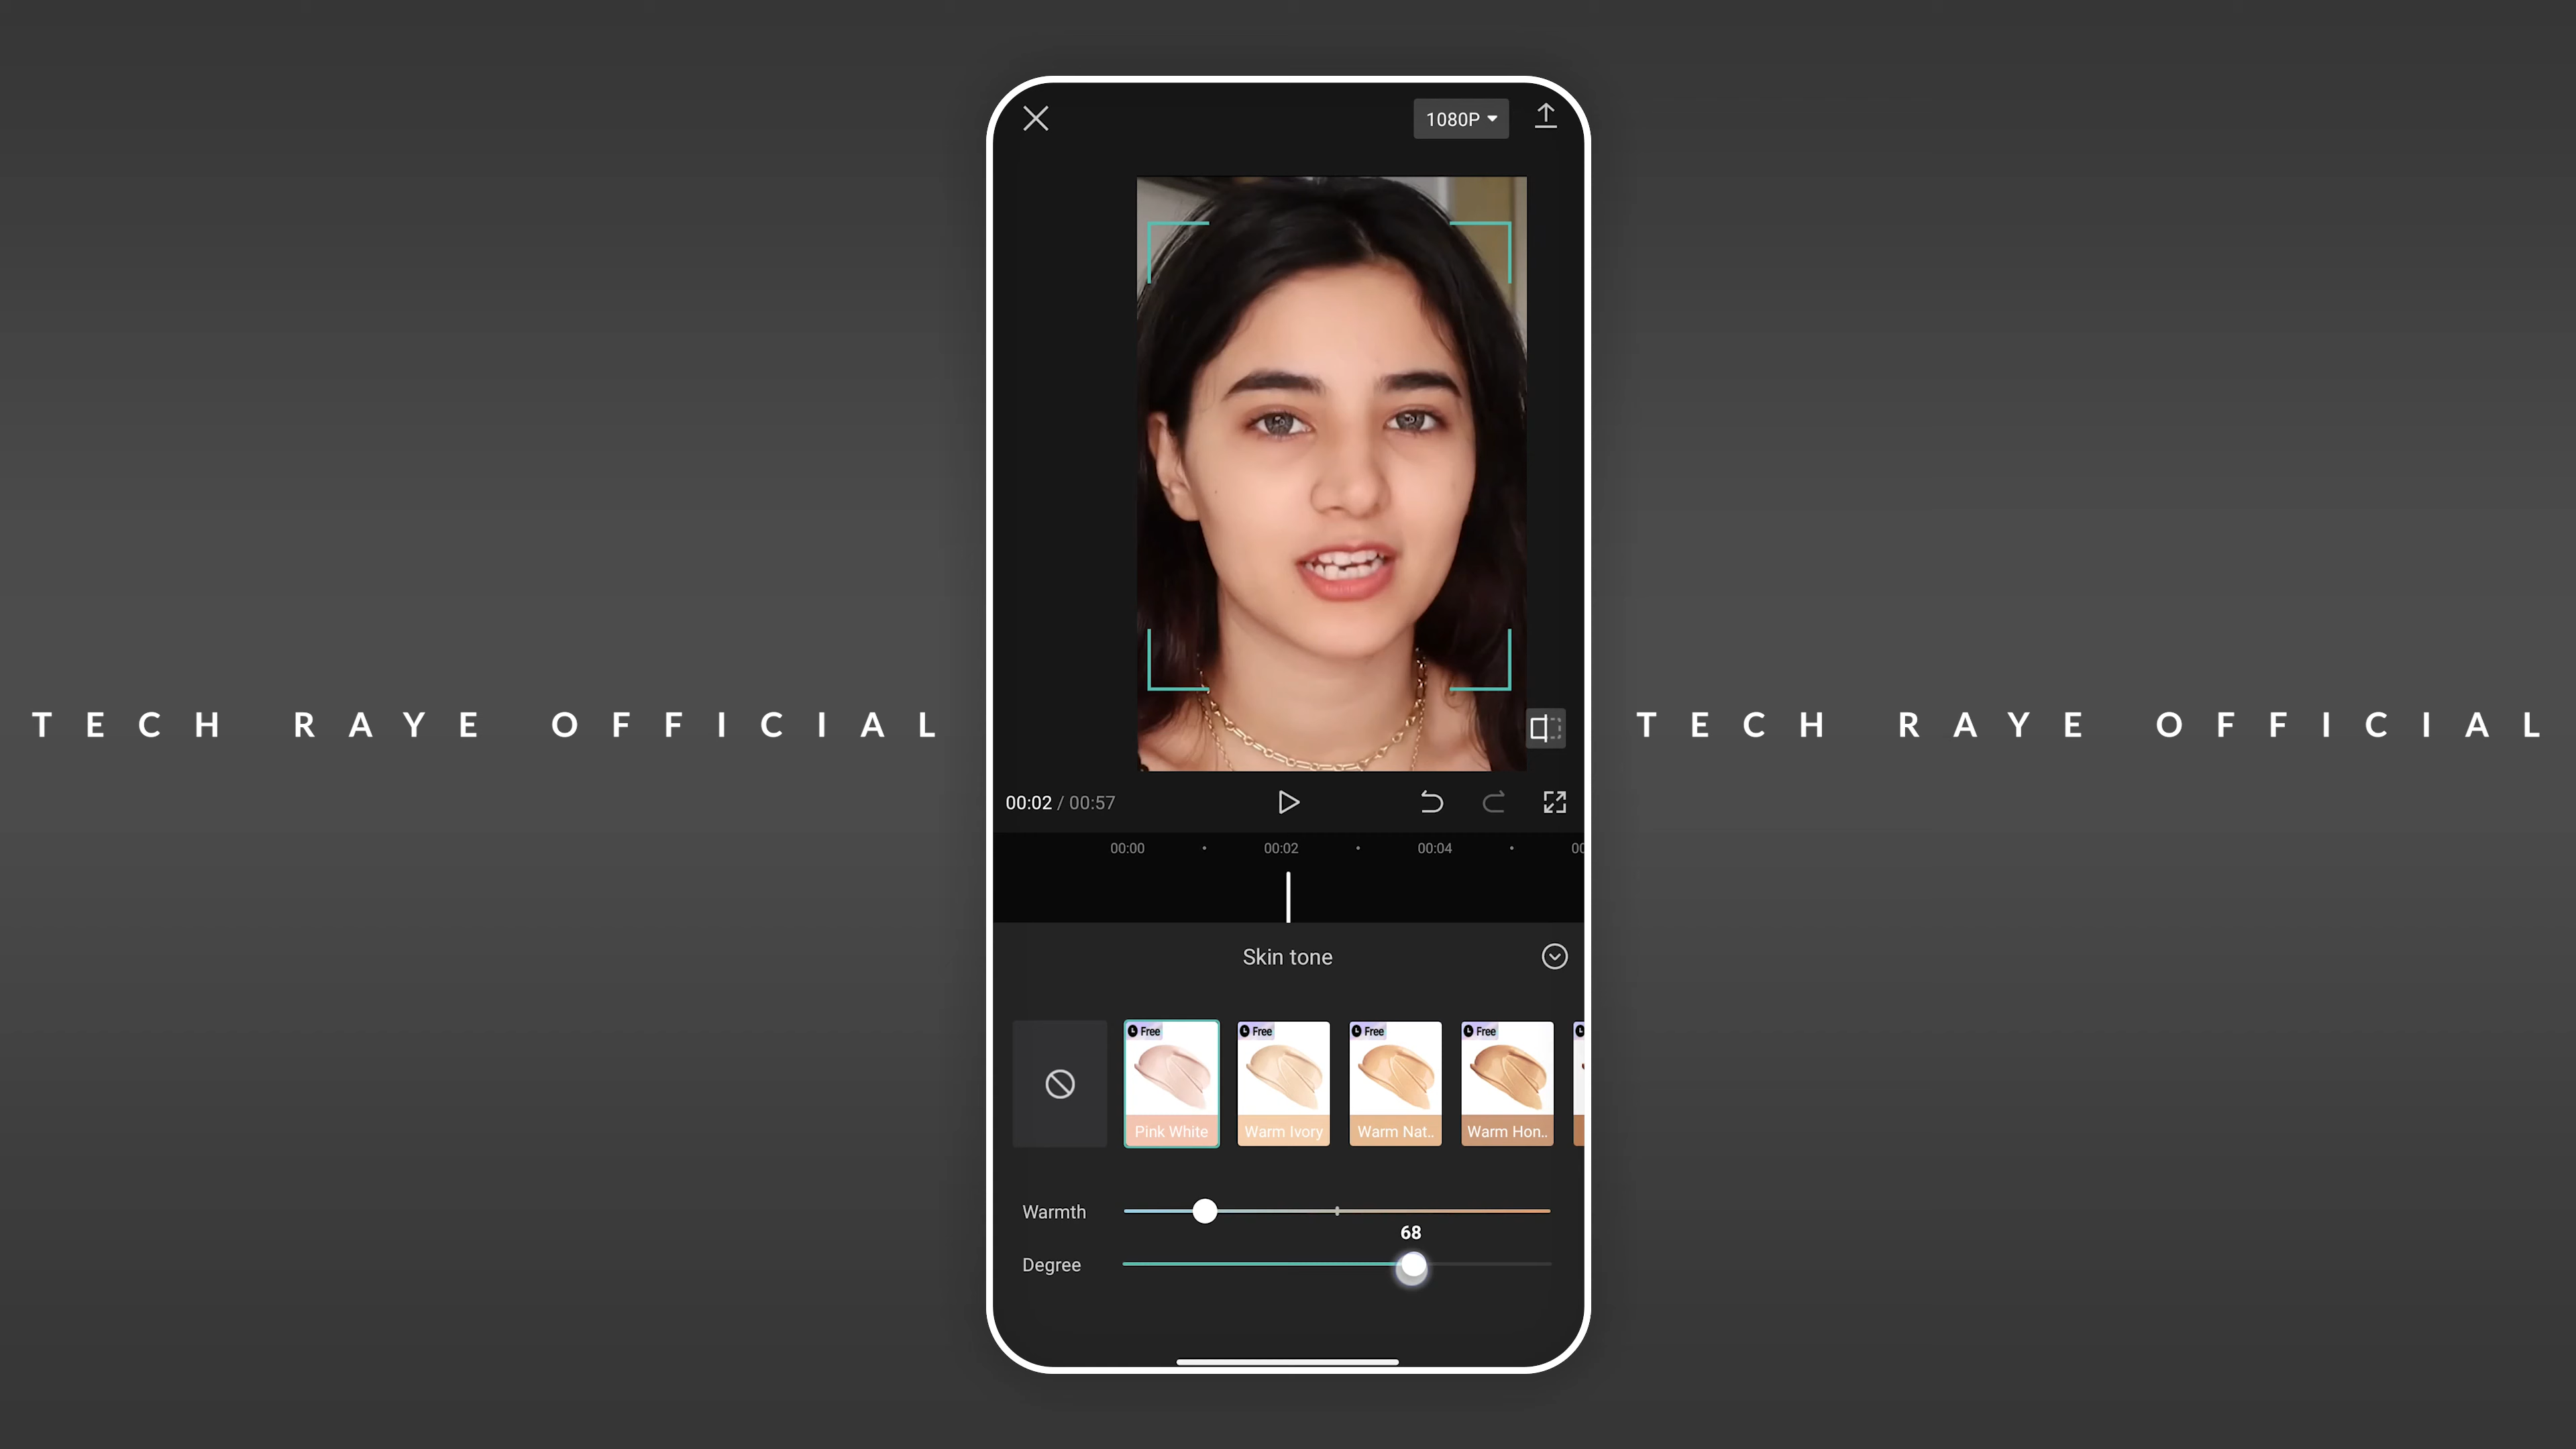 1080P
TECH RAYE OFFICIAL
TECH RAYE OFFICIAL
00:02 / 00:57
00:00 00:02 00:04
Skin tone
Free Free Free Free
Pink White Warm Ivory Warm Nat.. Warm Hon..
Warmth
68
Degree